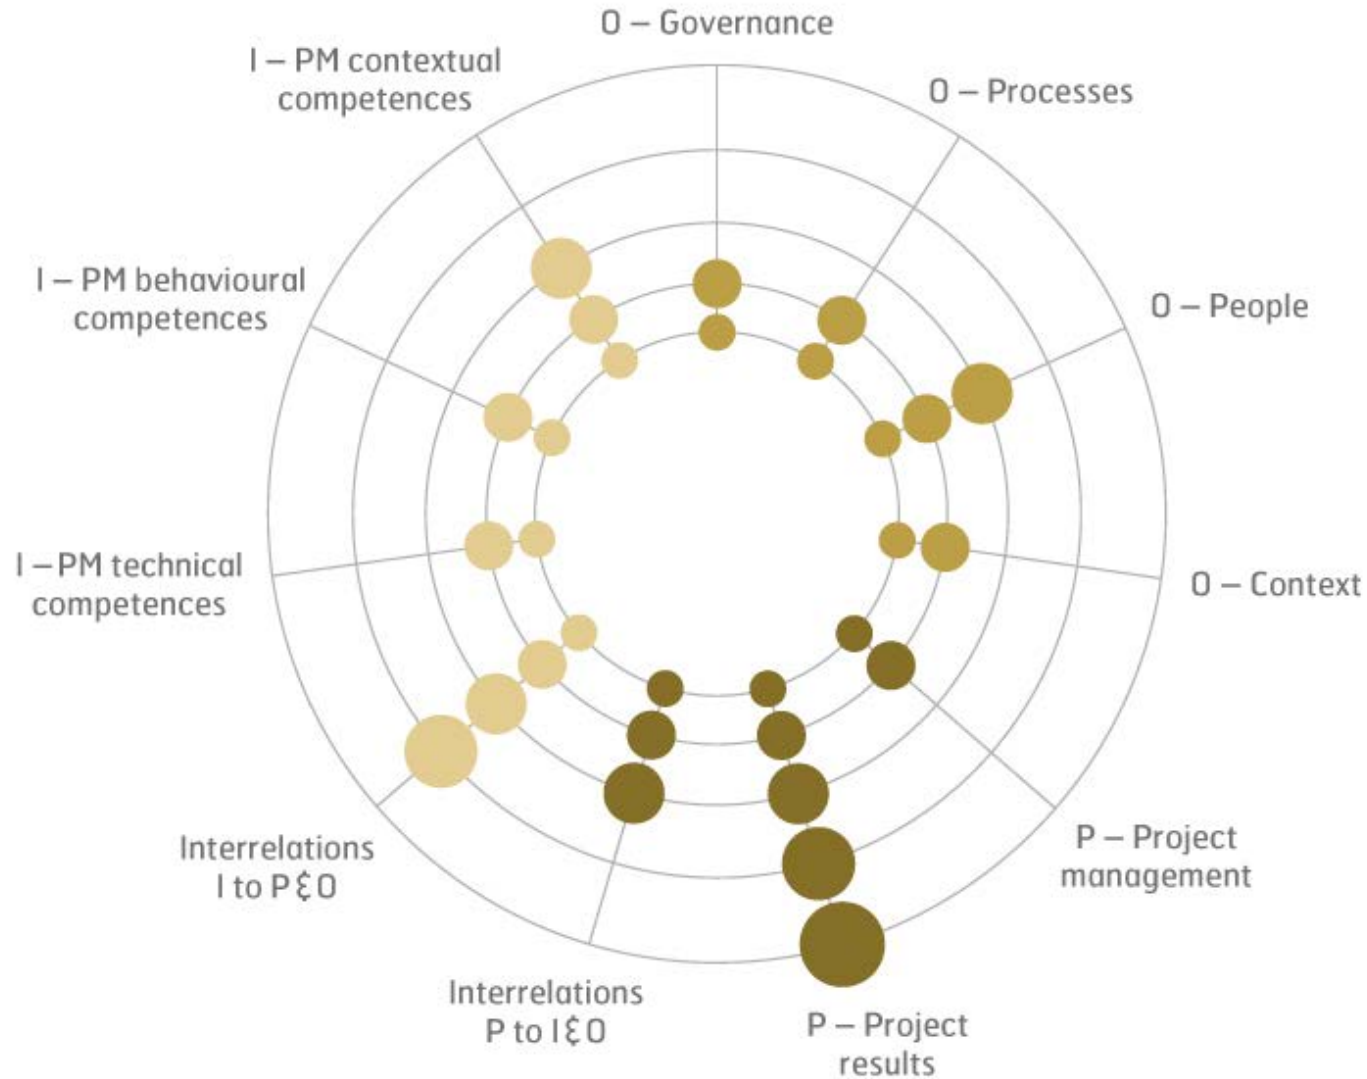 O – Governance
O – Processes
O – People
O – Context
P – Project
management
P – Project
results
Interrelations
P to I & O
Interrelations
I to P & O
I – PM technical
competences
I – PM behavioural
competences
I – PM contextual
competences